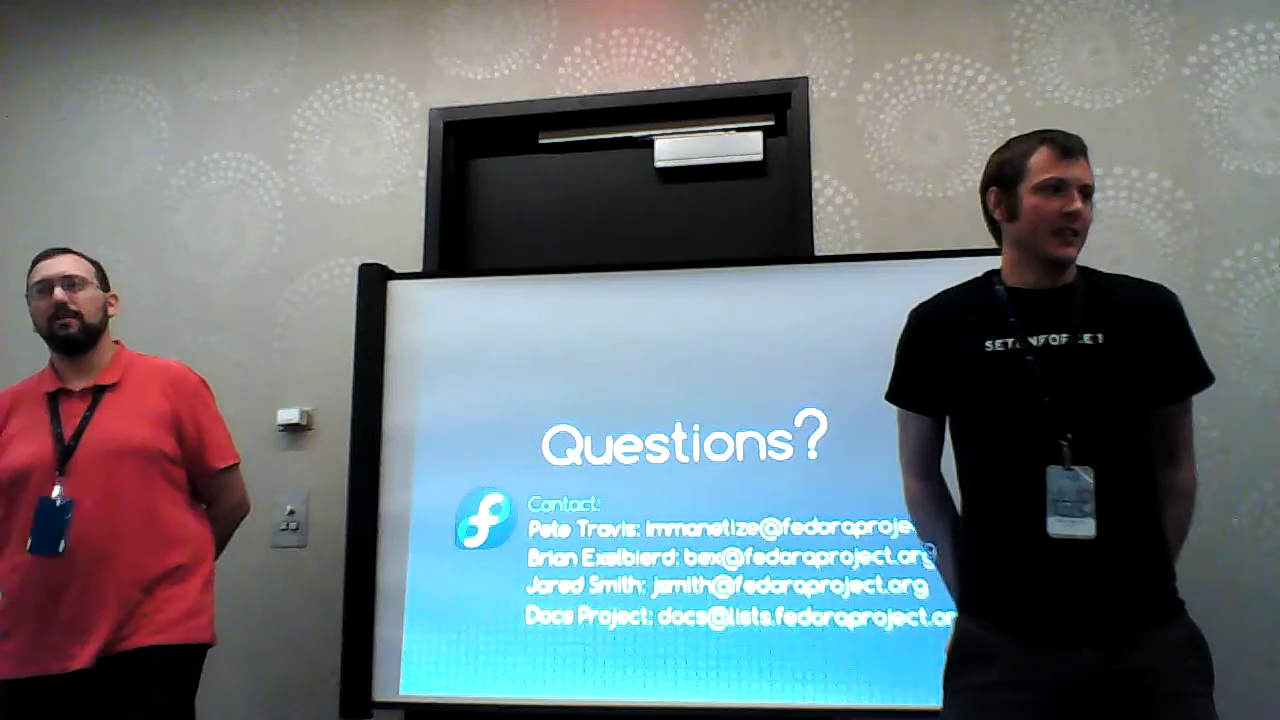 SETENFORCE 1
Questions?
Contact:
Pete Travis: immanetize@fedoraproje
Brian Exelbierd: bex@fedoraproject.org
Jared Smith: jsmith@fedoraproject.org
Docs Project: docs@lists.fedoraproject.or